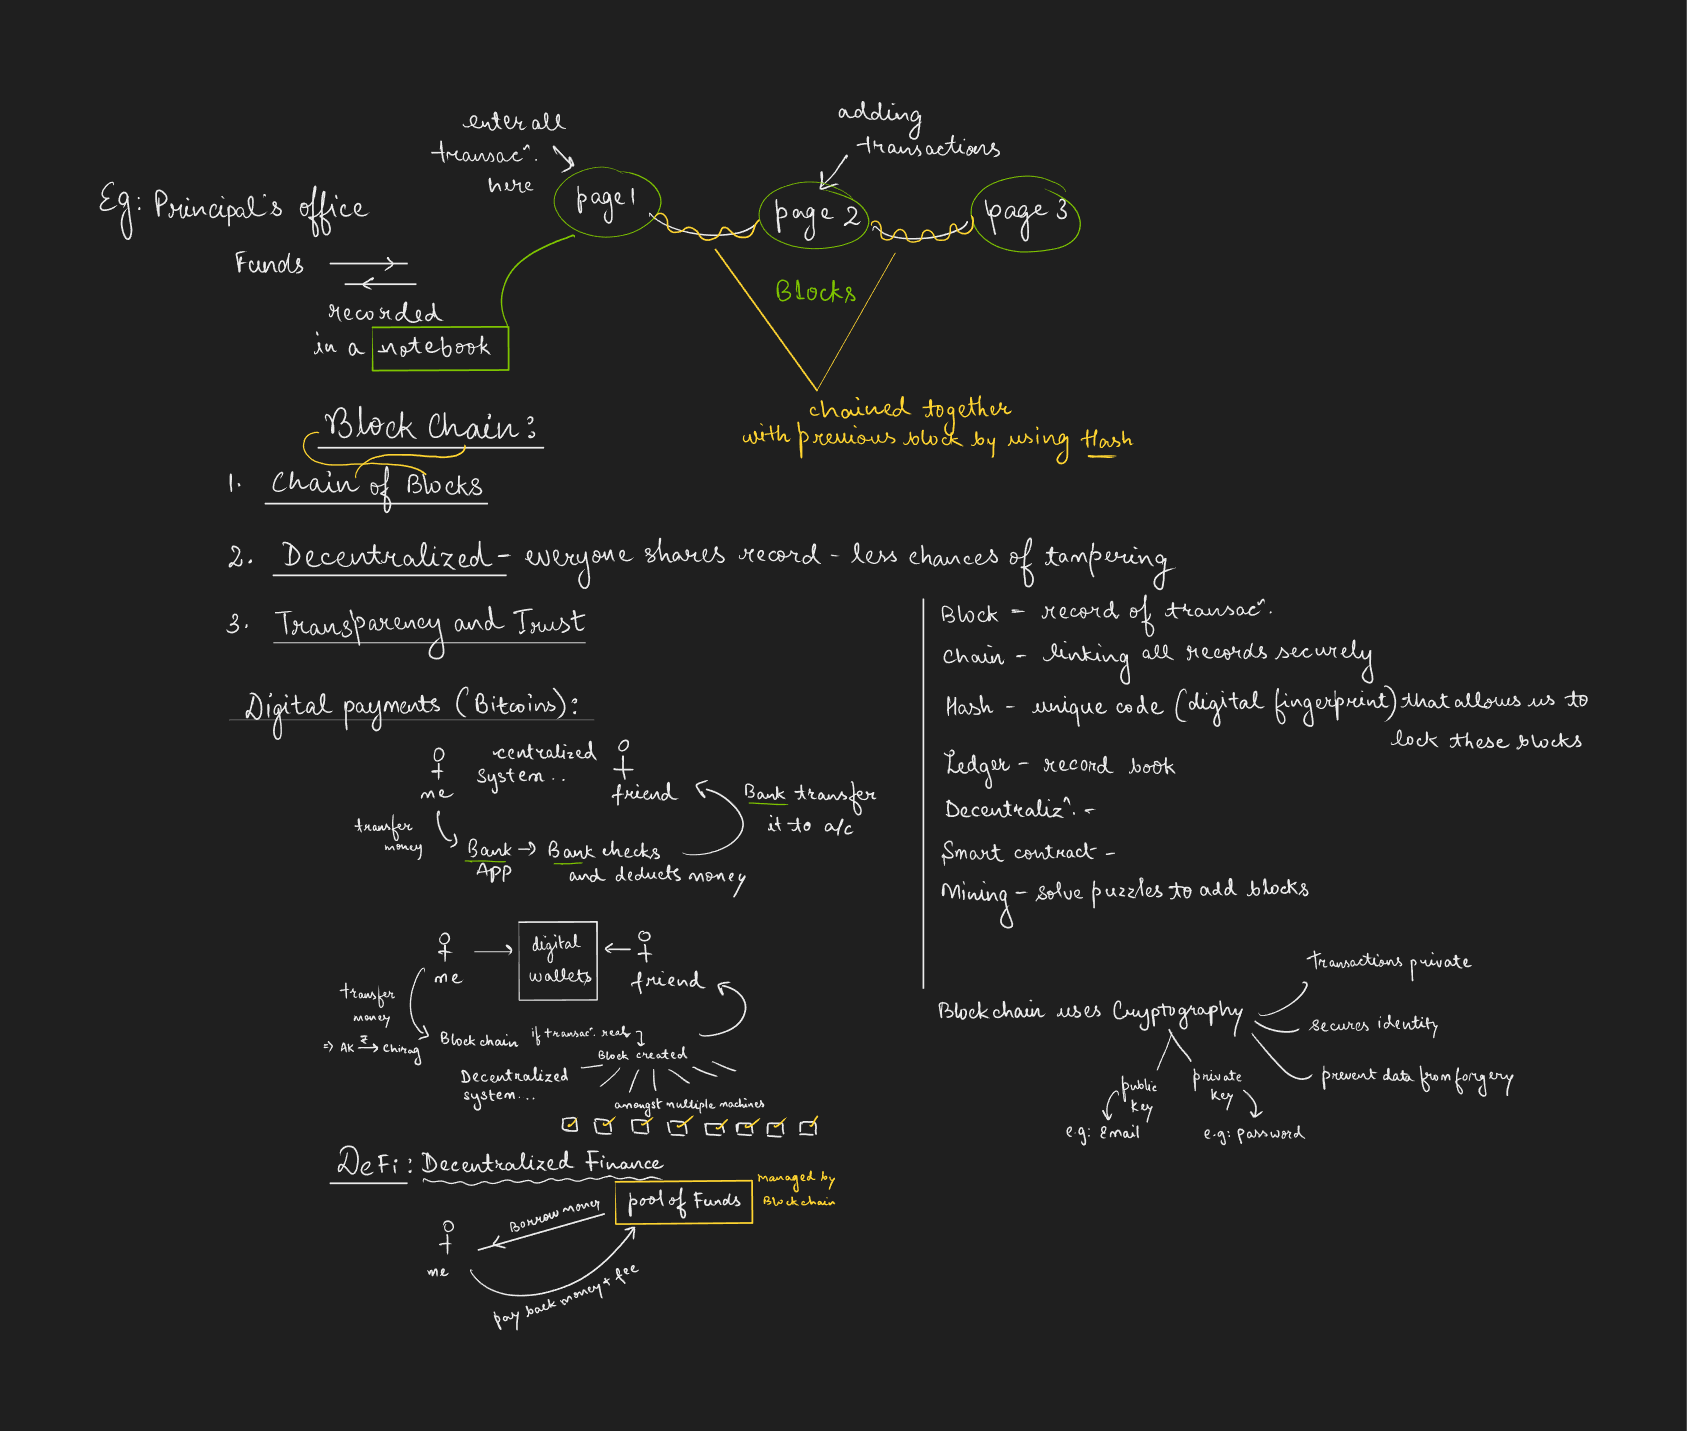 enter all
transacⁿ.
here
adding
transactions
Eg: Principal's office
page 1
page 2
page 3
Funds
recorded
in a notebook
Blocks
chained together
with previous block by using Hash
Block Chain:
1. Chain of Blocks
2. Decentralized - everyone shares record - less chances of tampering
3. Transparency and Trust
Digital payments (Bitcoins):
centralized
system...
me
friend
transfer
money
Bank
APP
→ Bank checks
and deducts money
Bank transfer
it to a/c
digital
wallets
me
friend
transfer
money
⇒ AK ₹→ Chirag
Blockchain if transacⁿ. real
Block created
Decentralized
system...
amongst multiple machines
DeFi: Decentralized Finance
pool of Funds
managed by
Blockchain
Borrow money
me
pay back money + fee
Block - record of transacⁿ.
Chain - linking all records securely
Hash - unique code (digital fingerprint) that allows us to
lock these blocks
Ledger - record book
Decentralizⁿ. -
Smart contract -
Mining - solve puzzles to add blocks
Blockchain uses Cryptography
Transactions private
secures identity
prevent data from forgery
public
key
private
key
e.g: Email
e.g: password